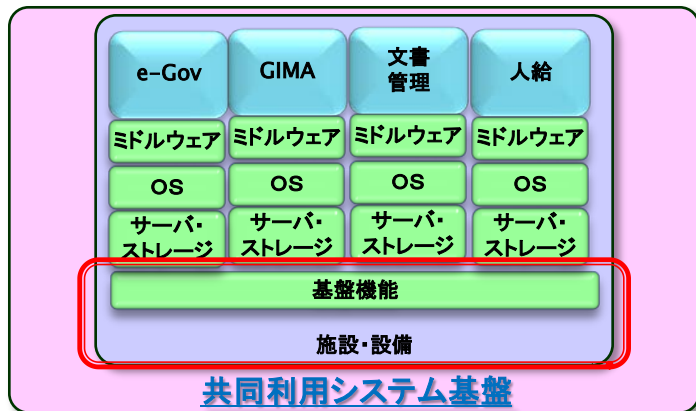 e-Gov
GIMA
文書
管理
人給
ミドルウェア
ミドルウェア
ミドルウェア
ミドルウェア
OS
OS
OS
OS
サーバ・
ストレージ
サーバ・
ストレージ
サーバ・
ストレージ
サーバ・
ストレージ
基盤機能
施設・設備
共同利用システム基盤